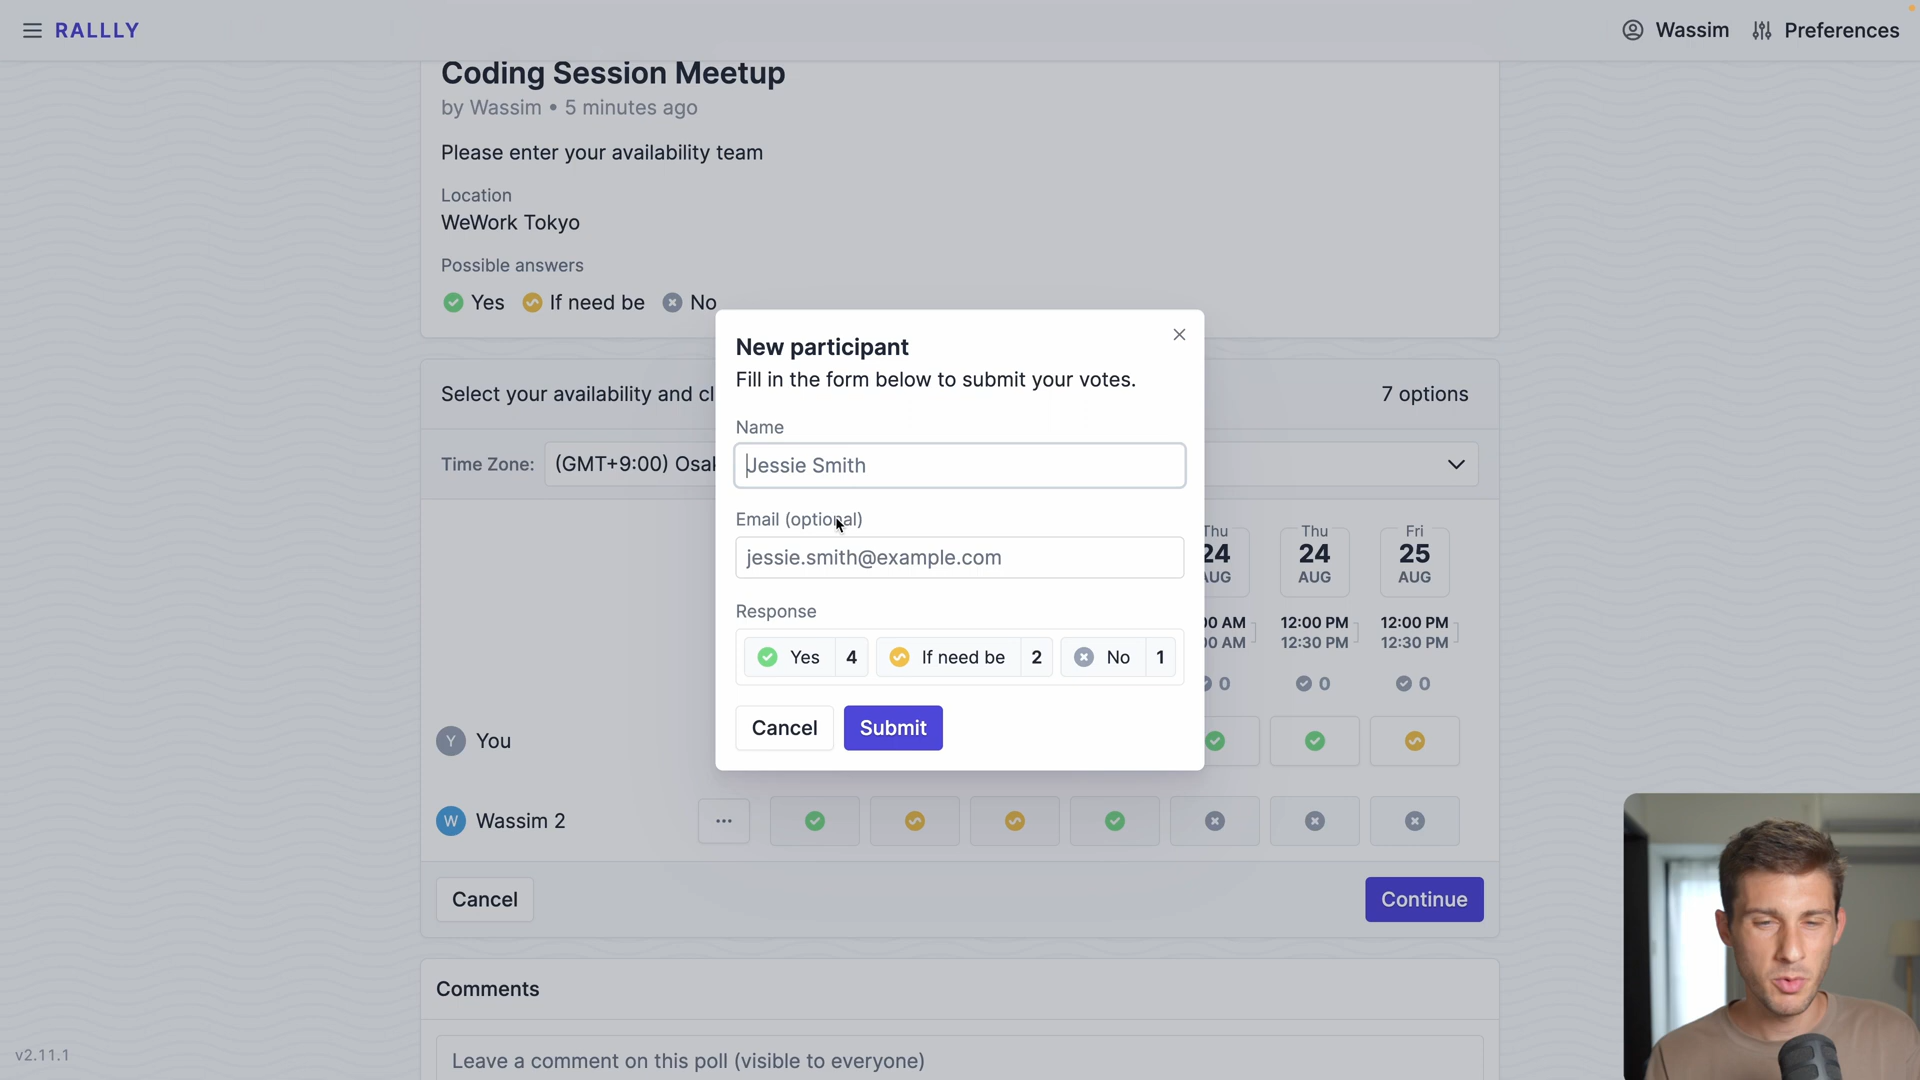 RALLLY
Wassim
Preferences
Coding Session Meetup
by Wassim • 5 minutes ago
Please enter your availability team
Location
WeWork Tokyo
Possible answers
Yes
If need be
No
Select your availability and cl
7 options
Time Zone:
(GMT+9:00) Osak
New participant
Fill in the form below to submit your votes.
Name
Jessie Smith
Email (optional)
jessie.smith@example.com
Response
Yes 4
If need be 2
No 1
Cancel
Submit
Thu
24
AUG
00 AM
00 AM
0
Thu
24
AUG
12:00 PM
12:30 PM
0
Fri
25
AUG
12:00 PM
12:30 PM
0
Y You
W Wassim 2
Cancel
Continue
Comments
Leave a comment on this poll (visible to everyone)
v2.11.1